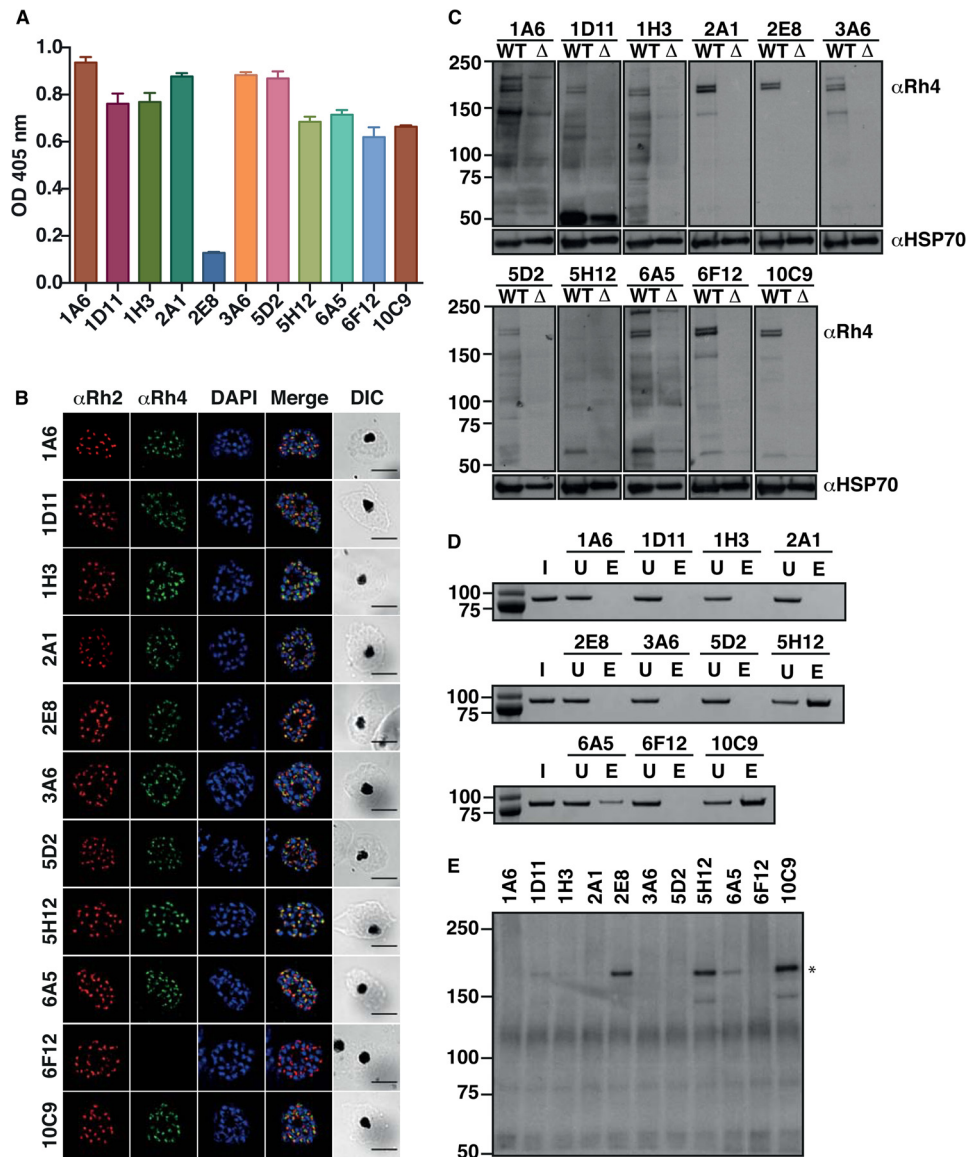 A
OD 405 nm
1.0
0.8
0.6
0.4
0.2
0.0
1A6 1D11 1H3 2A1 2E8 3A6 5D2 5H12 6A5 6F12 10C9
B
αRh2 αRh4 DAPI Merge DIC
1A6
1D11
1H3
2A1
2E8
3A6
5D2
5H12
6A5
6F12
10C9
C
1A6 1D11 1H3 2A1 2E8 3A6
WT Δ WT Δ WT Δ WT Δ WT Δ WT Δ
250
αRh4
150
100
75
50
αHSP70
5D2 5H12 6A5 6F12 10C9
WT Δ WT Δ WT Δ WT Δ WT Δ
250
αRh4
150
100
75
50
αHSP70
D
1A6 1D11 1H3 2A1
I U E U E U E U E
100
75
2E8 3A6 5D2 5H12
I U E U E U E U E
100
75
6A5 6F12 10C9
I U E U E U E
100
75
E
1A6 1D11 1H3 2A1 2E8 3A6 5D2 5H12 6A5 6F12 10C9
250
*
150
100
75
50